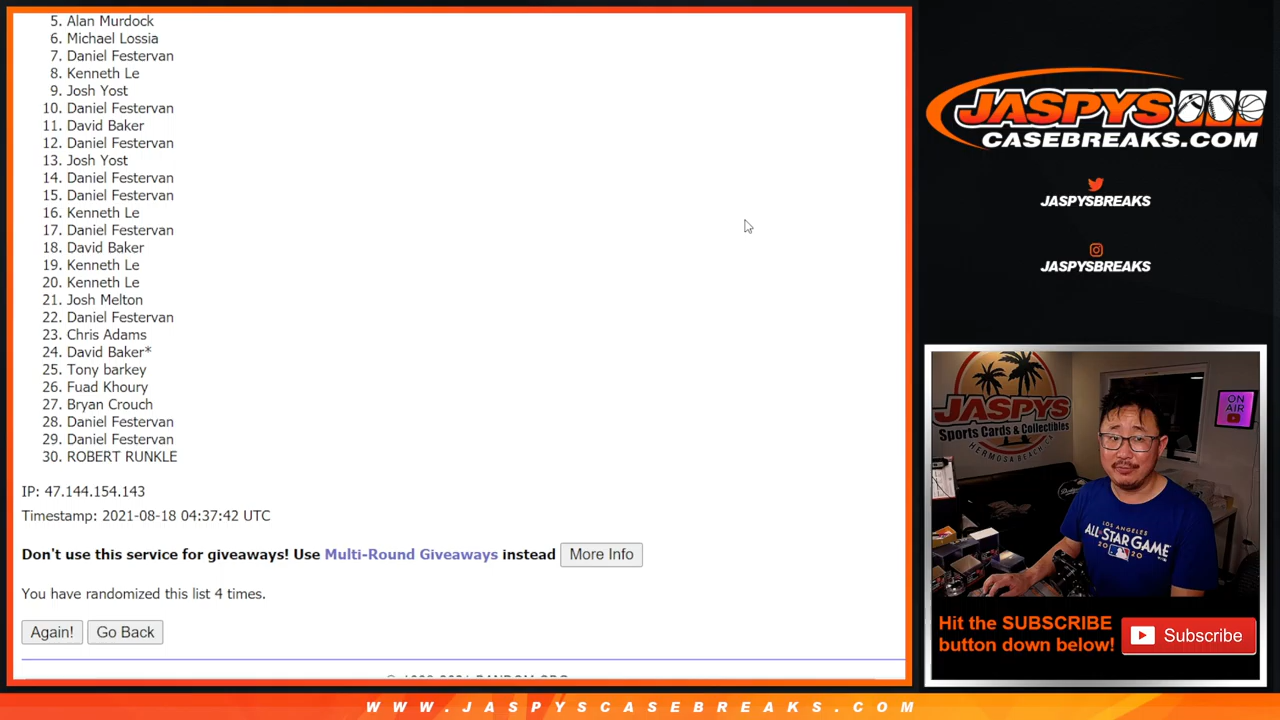 5. Alan Murdock
6. Michael Lossia
7. Daniel Festervan
8. Kenneth Le
9. Josh Yost
10. Daniel Festervan
11. David Baker
12. Daniel Festervan
13. Josh Yost
14. Daniel Festervan
15. Daniel Festervan
16. Kenneth Le
17. Daniel Festervan
18. David Baker
19. Kenneth Le
20. Kenneth Le
21. Josh Melton
22. Daniel Festervan
23. Chris Adams
24. David Baker*
25. Tony barkey
26. Fuad Khoury
27. Bryan Crouch
28. Daniel Festervan
29. Daniel Festervan
30. ROBERT RUNKLE
IP: 47.144.154.143
Timestamp: 2021-08-18 04:37:42 UTC
Don't use this service for giveaways! Use Multi-Round Giveaways instead More Info
You have randomized this list 4 times.
Again! Go Back
JASPYS
CASEBREAKS.COM
JASPYSBREAKS
JASPYSBREAKS
JASPYS
Sports Cards & Collectibles
HERMOSA BEACH, CA
ON
AIR
Dodgers
LOS ANGELES
ALL-STAR GAME
2020
Hit the SUBSCRIBE
button down below!
Subscribe
WWW.JASPYSCASEBREAKS.COM